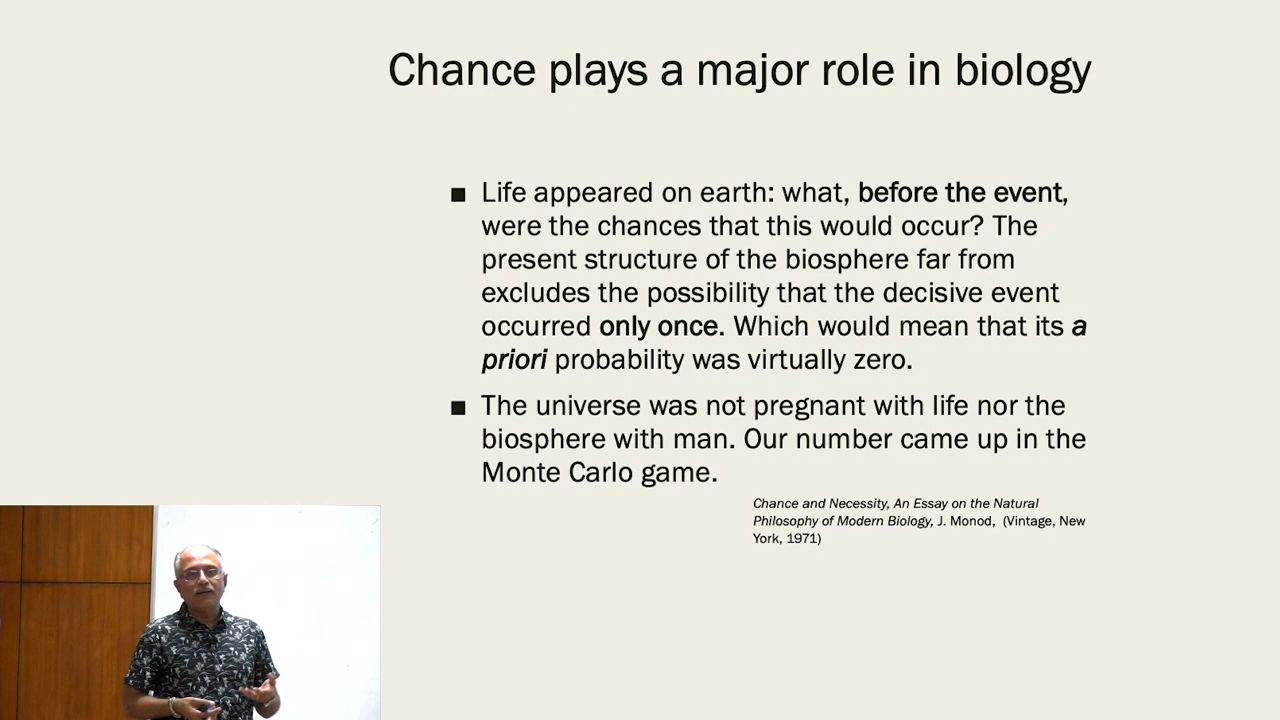 Chance plays a major role in biology
■ Life appeared on earth: what, before the event,
were the chances that this would occur? The
present structure of the biosphere far from
excludes the possibility that the decisive event
occurred only once. Which would mean that its a
priori probability was virtually zero.
■ The universe was not pregnant with life nor the
biosphere with man. Our number came up in the
Monte Carlo game.
Chance and Necessity, An Essay on the Natural
Philosophy of Modern Biology, J. Monod, (Vintage, New
York, 1971)